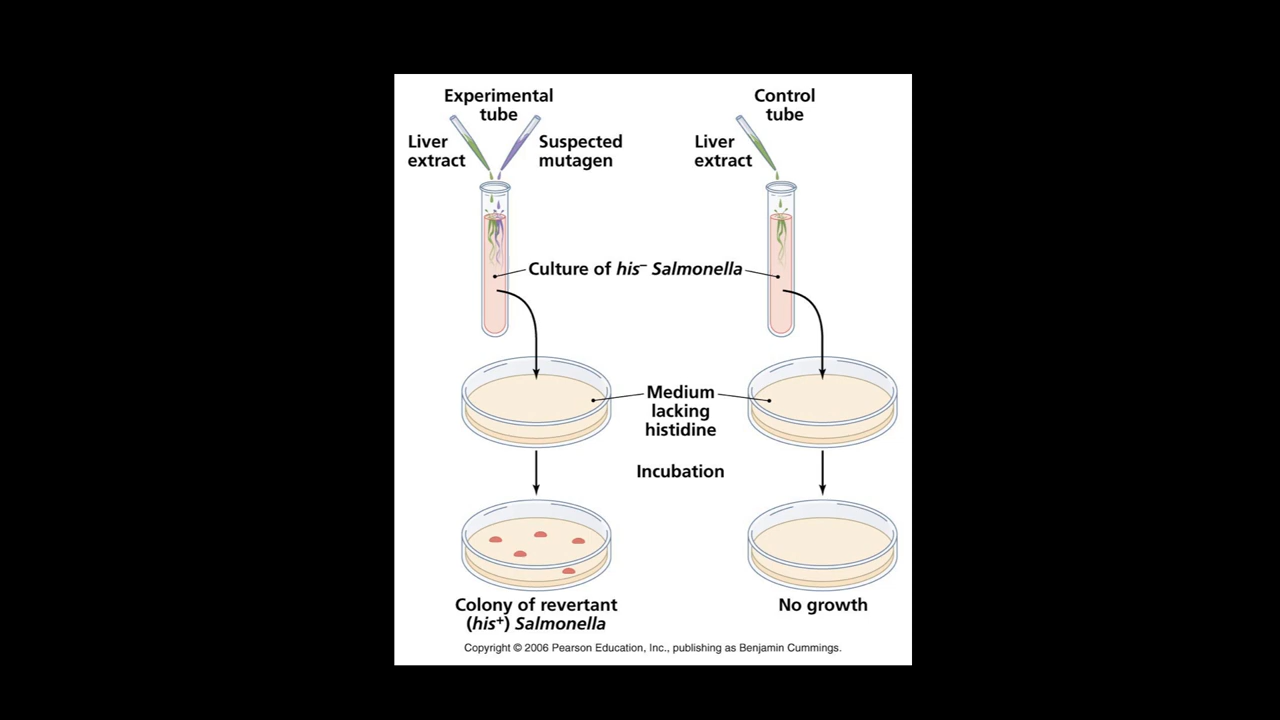 Experimental
tube
Control
tube
Liver
extract
Suspected
mutagen
Liver
extract
Culture of his⁻ Salmonella
Medium
lacking
histidine
Incubation
Colony of revertant
(his⁺) Salmonella
No growth
Copyright © 2006 Pearson Education, Inc., publishing as Benjamin Cummings.